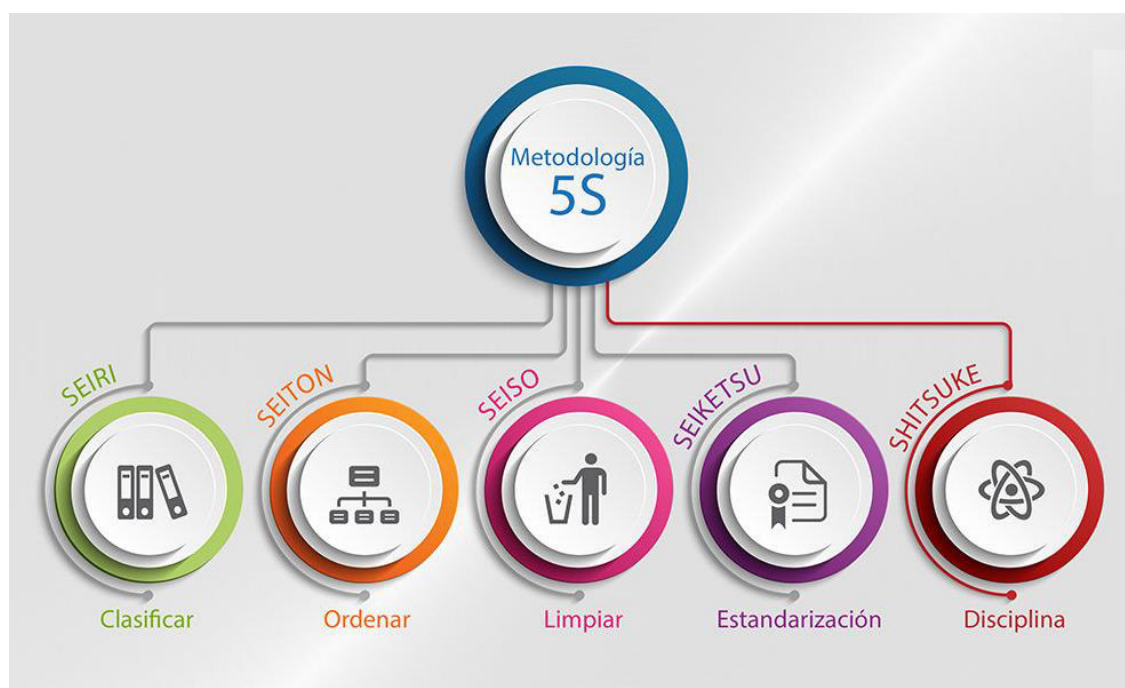 Metodología
5S
SEIRI
SEITON
SEISO
SEIKETSU
SHITSUKE
Clasificar
Ordenar
Limpiar
Estandarización
Disciplina